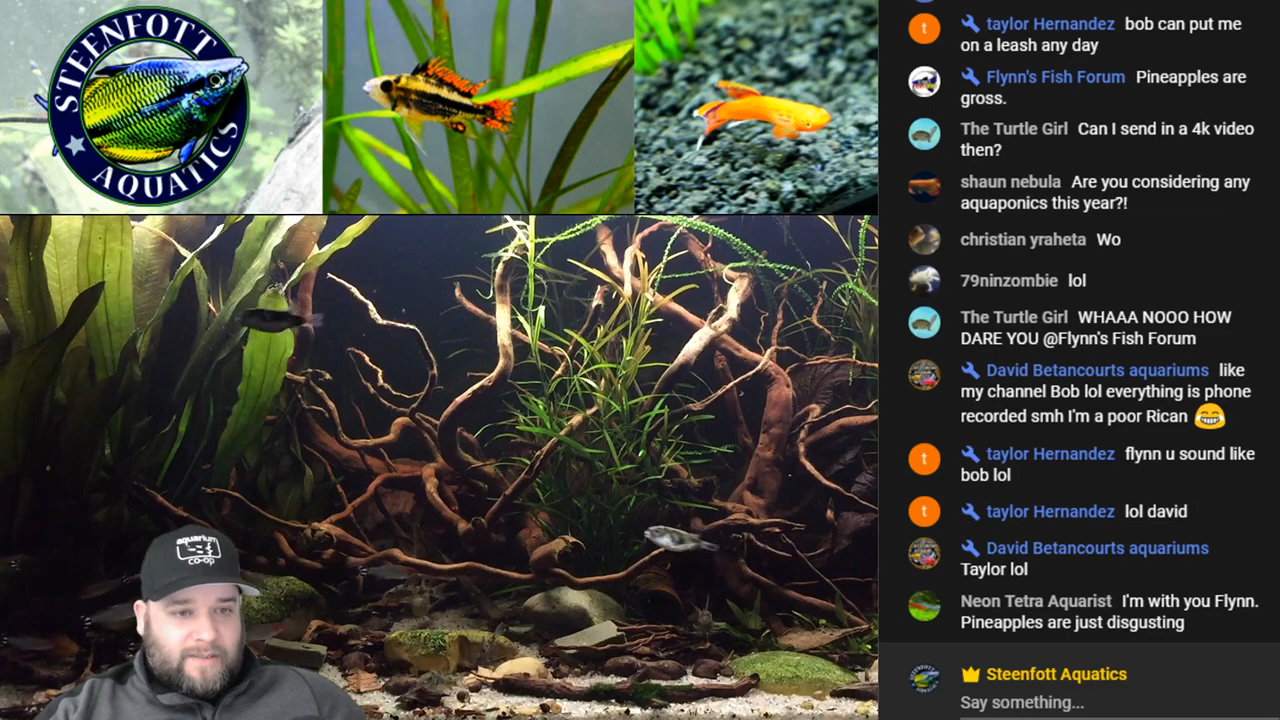 STEENFOTT
AQUATICS
aquarium
co-op
taylor Hernandez bob can put me
on a leash any day
Flynn's Fish Forum Pineapples are
gross.
The Turtle Girl Can I send in a 4k video
then?
shaun nebula Are you considering any
aquaponics this year?!
christian yraheta Wo
79ninzombie lol
The Turtle Girl WHAAA NOOO HOW
DARE YOU @Flynn's Fish Forum
David Betancourts aquariums like
my channel Bob lol everything is phone
recorded smh I'm a poor Rican 😂
taylor Hernandez flynn u sound like
bob lol
taylor Hernandez lol david
David Betancourts aquariums
Taylor lol
Neon Tetra Aquarist I'm with you Flynn.
Pineapples are just disgusting
Steenfott Aquatics
Say something...